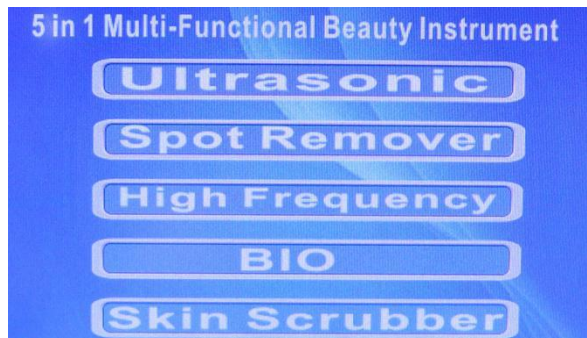 5 in 1 Multi-Functional Beauty Instrument
Ultrasonic
Spot Remover
High Frequency
BIO
Skin Scrubber